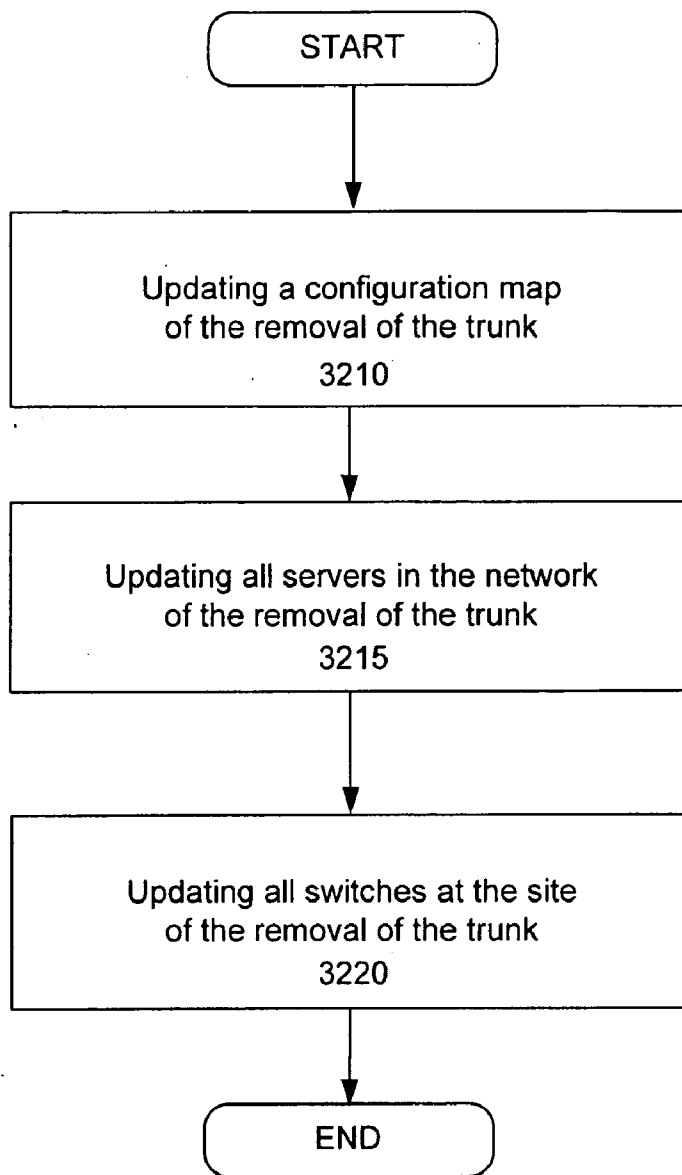 START
Updating a configuration map
of the removal of the trunk
3210
Updating all servers in the network
of the removal of the trunk
3215
Updating all switches at the site
of the removal of the trunk
3220
END